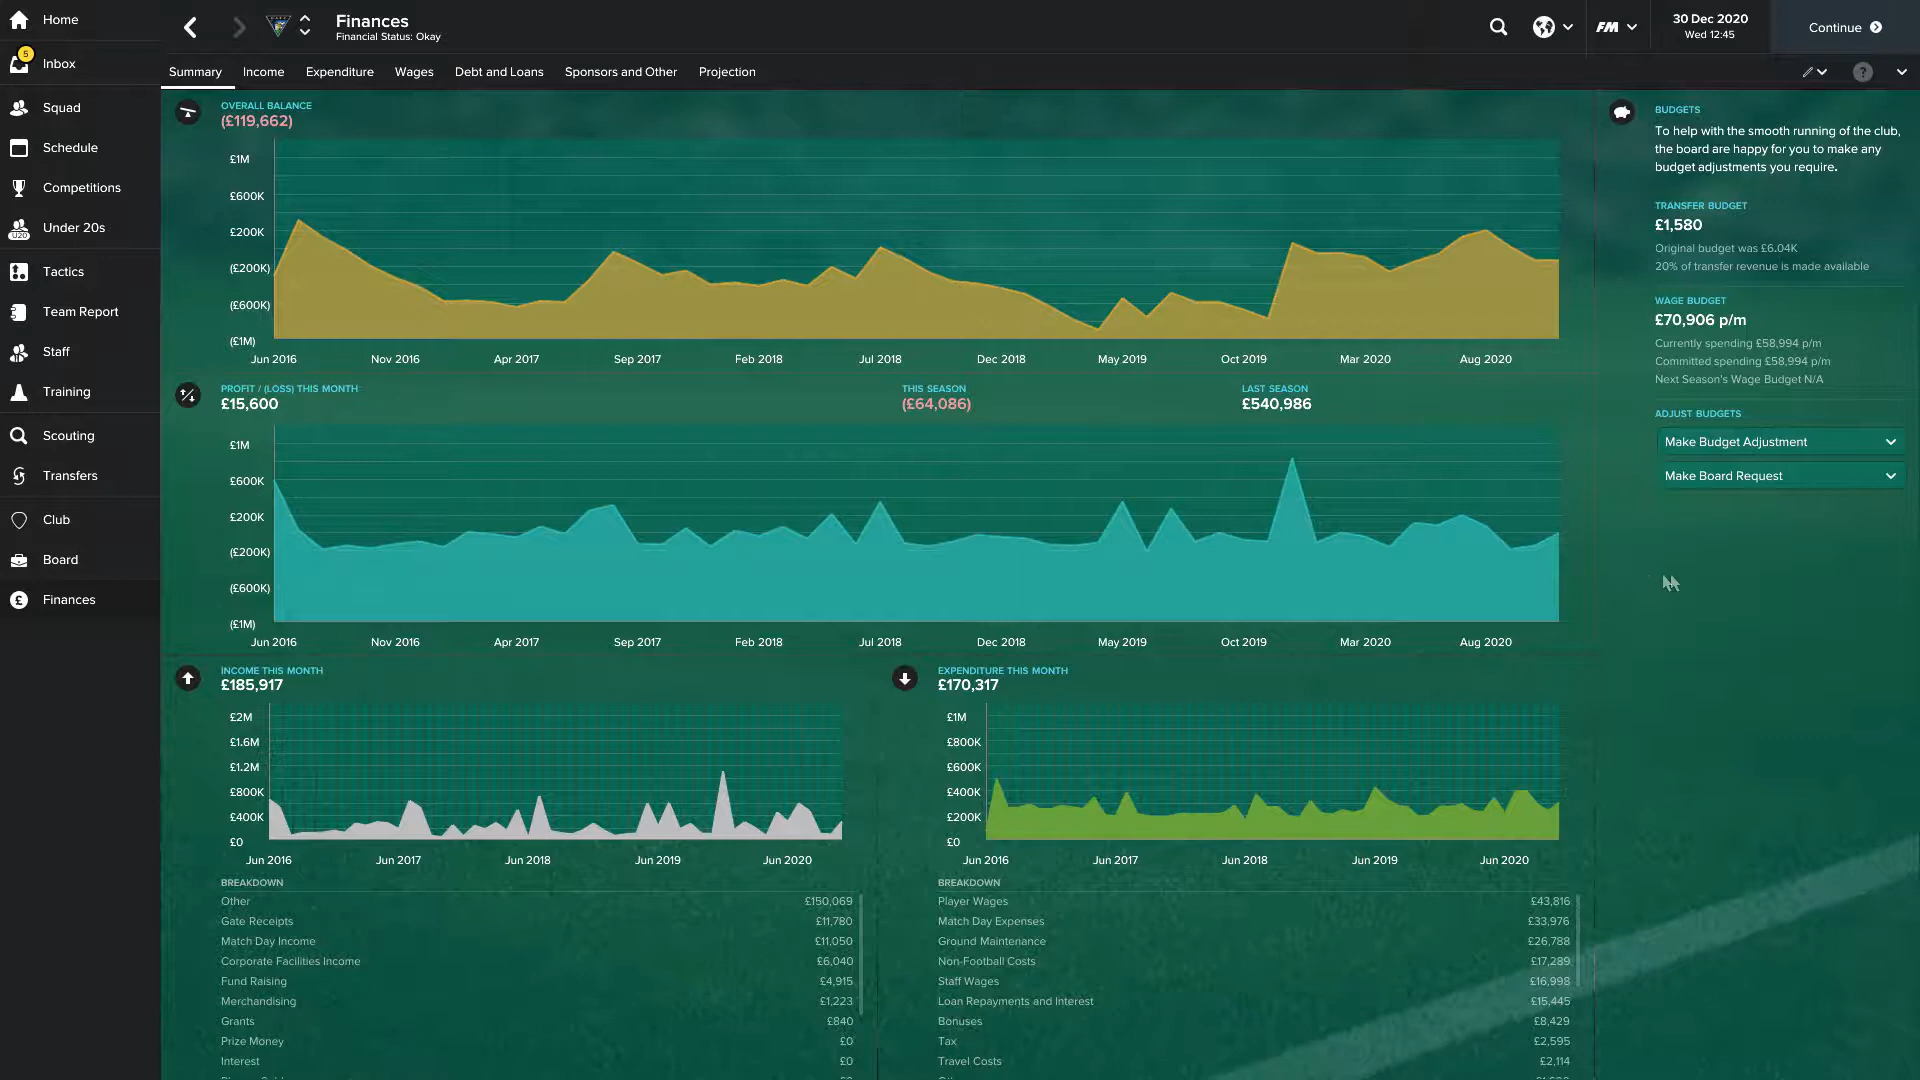 Home
Finances
Financial Status: Okay
30 Dec 2020
Wed 12:45
Continue
FM
5
Inbox
Summary Income Expenditure Wages Debt and Loans Sponsors and Other Projection
?
Squad
Schedule
Competitions
U20
Under 20s
Tactics
Team Report
Staff
Training
Scouting
Transfers
Club
Board
£
Finances
OVERALL BALANCE
(£119,662)
£1M
£600K
£200K
(£200K)
(£600K)
(£1M)
Jun 2016 Nov 2016 Apr 2017 Sep 2017 Feb 2018 Jul 2018 Dec 2018 May 2019 Oct 2019 Mar 2020 Aug 2020
PROFIT / (LOSS) THIS MONTH
£15,600
THIS SEASON
(£64,086)
LAST SEASON
£540,986
£1M
£600K
£200K
(£200K)
(£600K)
(£1M)
Jun 2016 Nov 2016 Apr 2017 Sep 2017 Feb 2018 Jul 2018 Dec 2018 May 2019 Oct 2019 Mar 2020 Aug 2020
INCOME THIS MONTH
£185,917
£2M
£1.6M
£1.2M
£800K
£400K
£0
Jun 2016 Jun 2017 Jun 2018 Jun 2019 Jun 2020
BREAKDOWN
Other £150,069
Gate Receipts £11,780
Match Day Income £11,050
Corporate Facilities Income £6,040
Fund Raising £4,915
Merchandising £1,223
Grants £840
Prize Money £0
Interest £0
EXPENDITURE THIS MONTH
£170,317
£1M
£800K
£600K
£400K
£200K
£0
Jun 2016 Jun 2017 Jun 2018 Jun 2019 Jun 2020
BREAKDOWN
Player Wages £43,816
Match Day Expenses £33,976
Ground Maintenance £26,788
Non-Football Costs £17,289
Staff Wages £16,998
Loan Repayments and Interest £15,445
Bonuses £8,429
Tax £2,595
Travel Costs £2,114
BUDGETS
To help with the smooth running of the club,
the board are happy for you to make any
budget adjustments you require.
TRANSFER BUDGET
£1,580
Original budget was £6.04K
20% of transfer revenue is made available
WAGE BUDGET
£70,906 p/m
Currently spending £58,994 p/m
Committed spending £58,994 p/m
Next Season's Wage Budget N/A
ADJUST BUDGETS
Make Budget Adjustment
Make Board Request